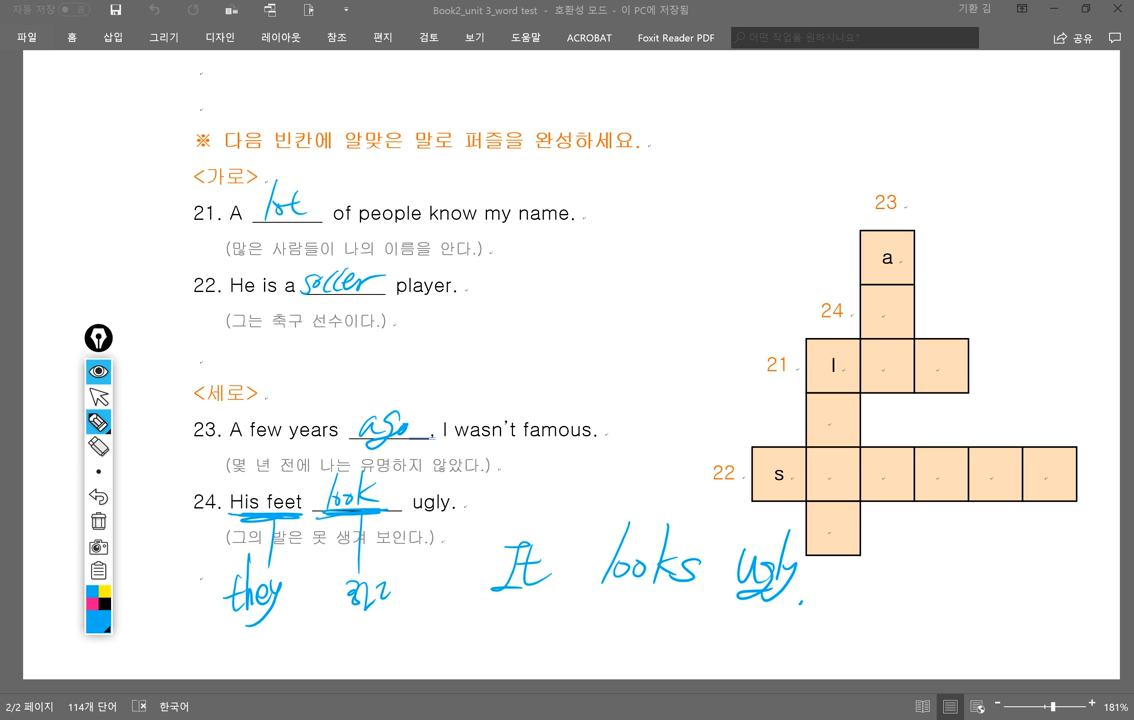 자동 저장 끔
Book2_unit 3_word test - 호환성 모드 - 이 PC에 저장됨
기환 김
파일 홈 삽입 그리기 디자인 레이아웃 참조 편지 검토 보기 도움말 ACROBAT Foxit Reader PDF 어떤 작업을 원하시나요? 공유
※ 다음 빈칸에 알맞은 말로 퍼즐을 완성하세요.
<가로>
21. A lot of people know my name.
(많은 사람들이 나의 이름을 안다.)
22. He is a soccer player.
(그는 축구 선수이다.)
<세로>
23. A few years ago, I wasn't famous.
(몇 년 전에 나는 유명하지 않았다.)
24. His feet look ugly.
(그의 발은 못 생겨 보인다.)
they
It looks ugly.
23
a
24
21 l
22 s
2/2 페이지 114개 단어 한국어 181%